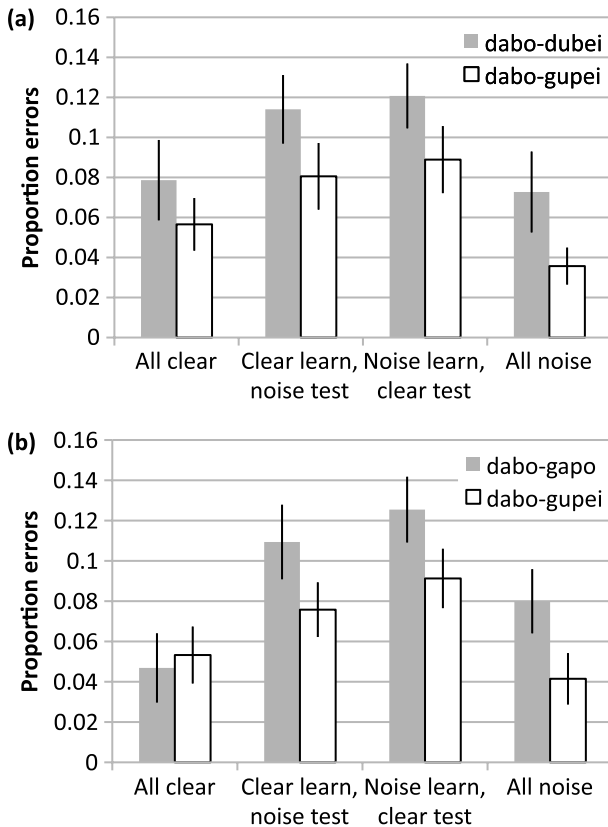 (a)
0.16
0.14
0.12
0.1
0.08
0.06
0.04
0.02
0
Proportion errors
dabo-dubei
dabo-gupei
All clear
Clear learn,
noise test
Noise learn,
clear test
All noise
(b)
0.16
0.14
0.12
0.1
0.08
0.06
0.04
0.02
0
Proportion errors
dabo-gapo
dabo-gupei
All clear
Clear learn,
noise test
Noise learn,
clear test
All noise